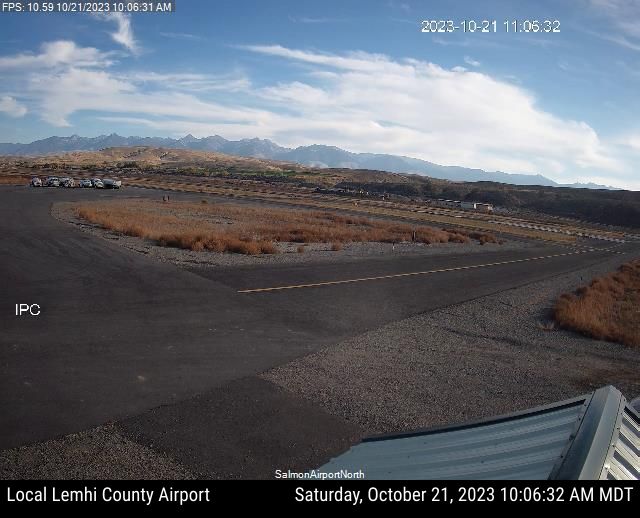 FPS: 10.59 10/21/2023 10:06:31 AM
2023-10-21 11:06:32
IPC
SalmonAirportNorth
Local Lemhi County Airport Saturday, October 21, 2023 10:06:32 AM MDT